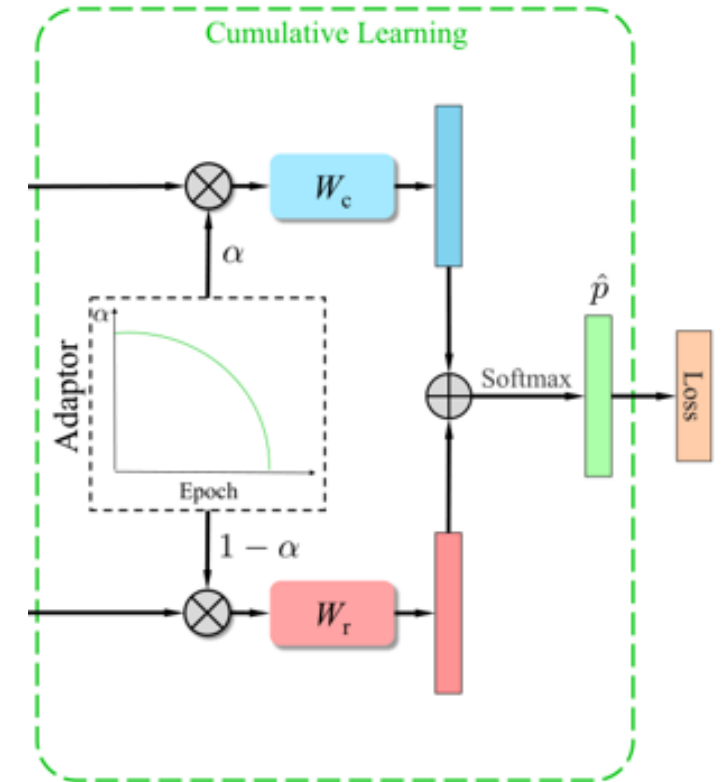 Cumulative Learning
W_c
α
α
Adaptor
Epoch
1 − α
W_r
Softmax
p̂
Loss